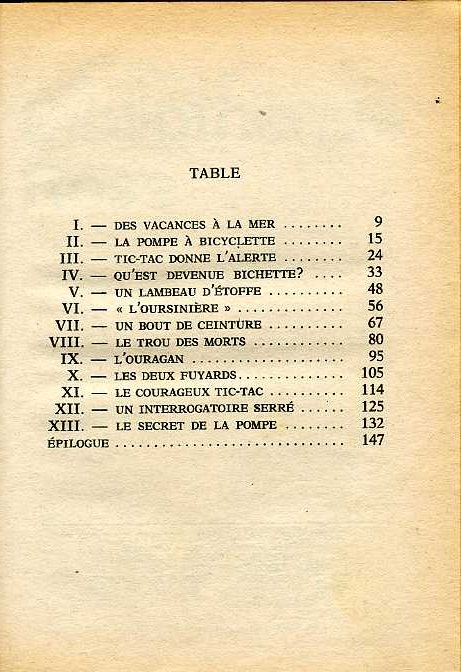 TABLE
I. — DES VACANCES À LA MER ........ 9
II. — LA POMPE À BICYCLETTE ........ 15
III. — TIC-TAC DONNE L'ALERTE ........ 24
IV. — QU'EST DEVENUE BICHETTE? .... 33
V. — UN LAMBEAU D'ÉTOFFE .......... 48
VI. — « L'OURSINIÈRE » .............. 56
VII. — UN BOUT DE CEINTURE .......... 67
VIII. — LE TROU DES MORTS ............ 80
IX. — L'OURAGAN .................... 95
X. — LES DEUX FUYARDS.............. 105
XI. — LE COURAGEUX TIC-TAC .......... 114
XII. — UN INTERROGATOIRE SERRÉ ...... 125
XIII. — LE SECRET DE LA POMPE ........ 132
ÉPILOGUE .............................. 147